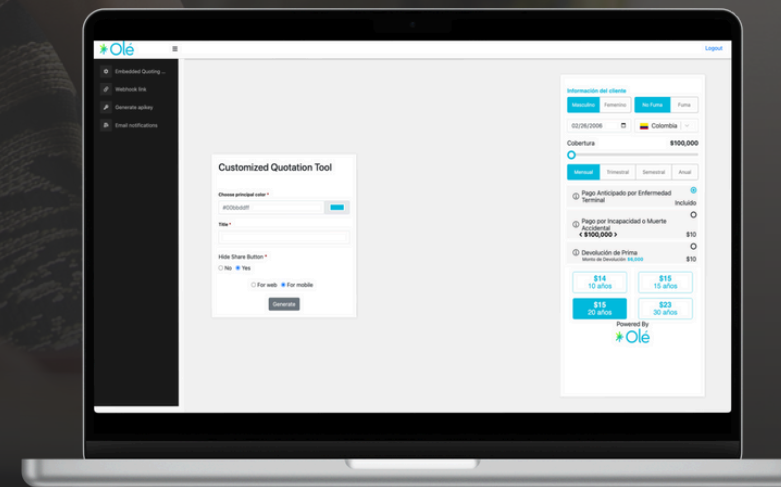 Olé
Logout
Embedded Quoting ...
Webhook link
Generate apikey
Email notifications
Customized Quotation Tool
Choose principal color *
#00bbddff
Title *
Hide Share Button *
No Yes
For web For mobile
Generate
Información del cliente
Masculino Femenino No Fuma Fuma
02/26/2006 Colombia
Cobertura $100,000
Mensual Trimestral Semestral Anual
Pago Anticipado por Enfermedad
Terminal Incluido
Pago por Incapacidad o Muerte
Accidental
< $100,000 > $10
Devolución de Prima
Monto de Devolución $10
$14 $15
10 años 15 años
$15 $23
20 años 30 años
Powered By
Olé